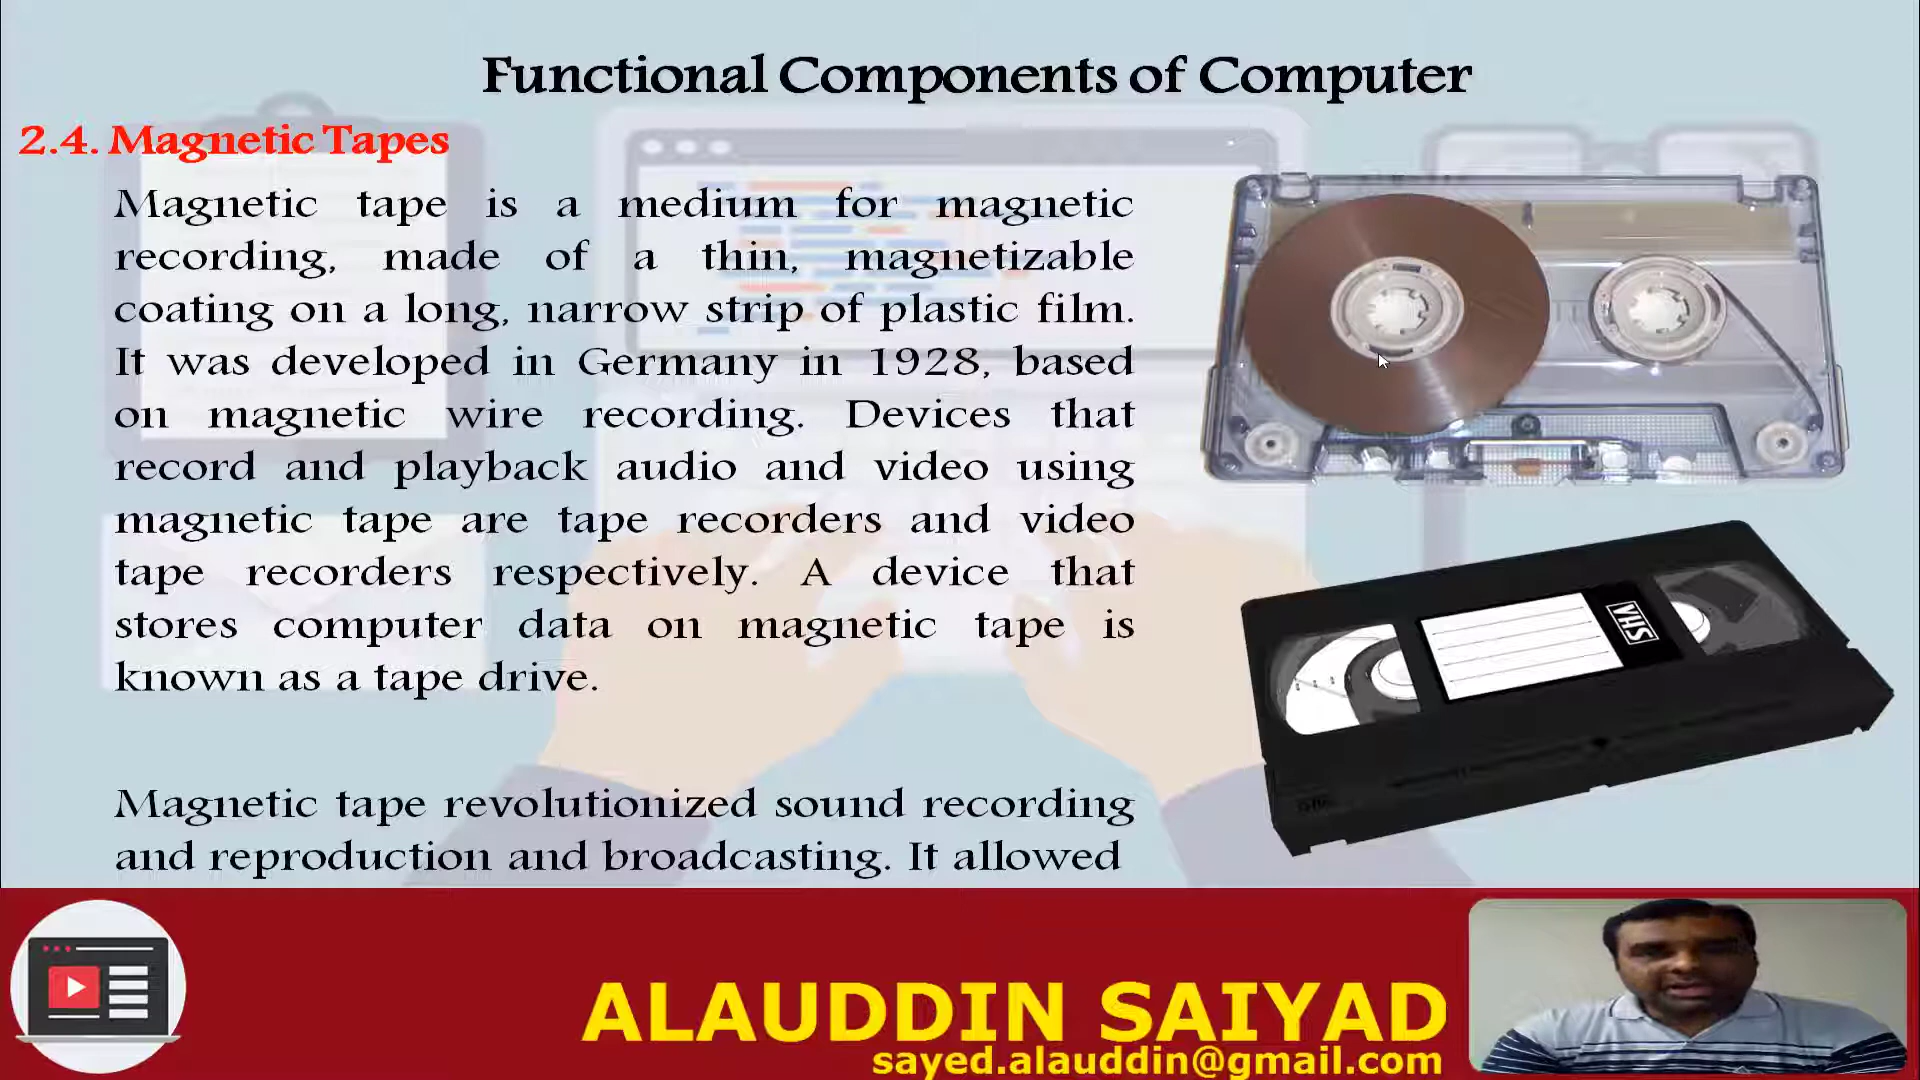 Functional Components of Computer
2.4. Magnetic Tapes
Magnetic tape is a medium for magnetic
recording, made of a thin, magnetizable
coating on a long, narrow strip of plastic film.
It was developed in Germany in 1928, based
on magnetic wire recording. Devices that
record and playback audio and video using
magnetic tape are tape recorders and video
tape recorders respectively. A device that
stores computer data on magnetic tape is
known as a tape drive.
Magnetic tape revolutionized sound recording
and reproduction and broadcasting. It allowed
VHS
ALAUDDIN SAIYAD
sayed.alauddin@gmail.com